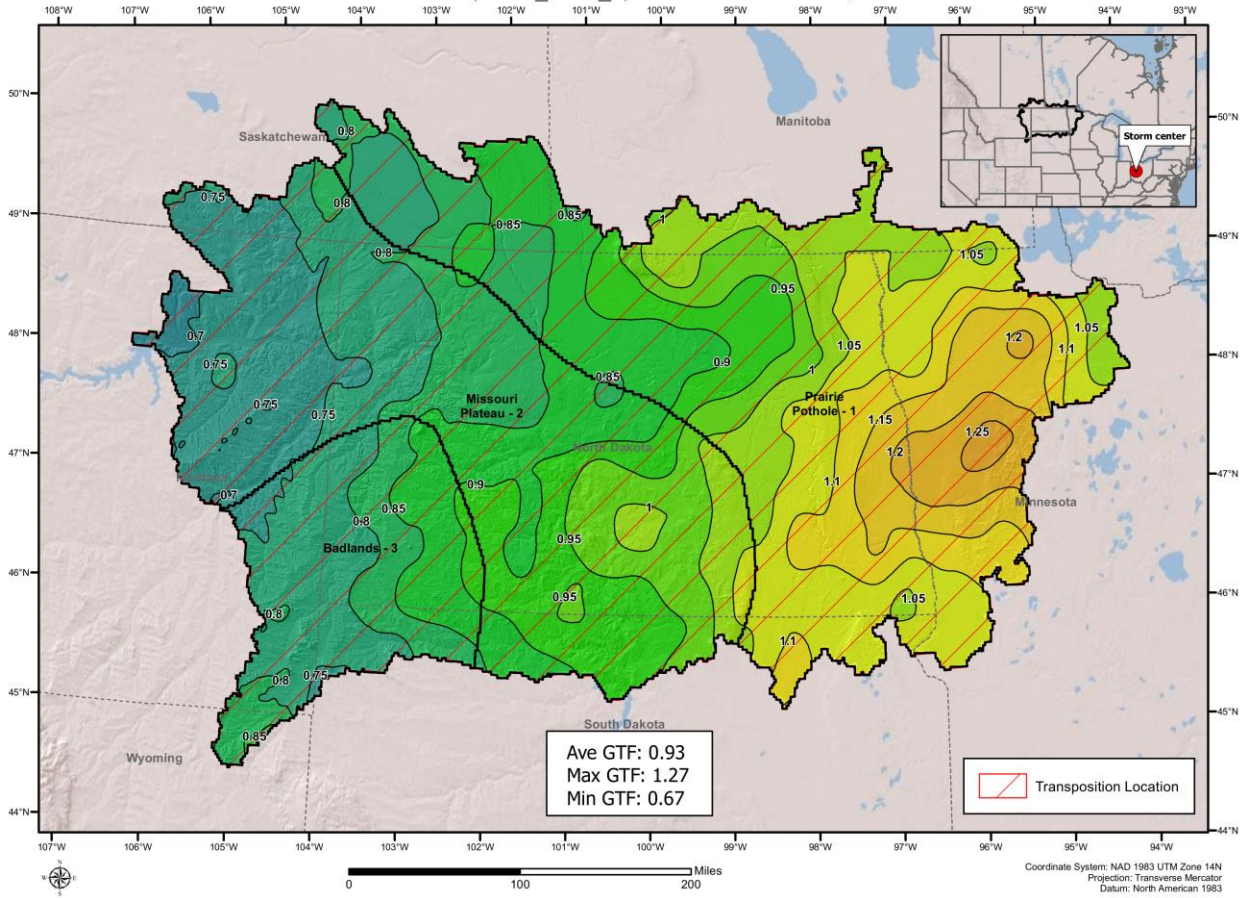 108°W 107°W 106°W 105°W 104°W 103°W 102°W 101°W 100°W 99°W 98°W 97°W 96°W 95°W 94°W 93°W
50°N
50°N
Saskatchewan
Manitoba
Storm center
0.8
0.75
0.8
49°N
49°N
0.85
0.85
1
0.8
1.05
0.95
48°N
48°N
0.7
0.75
0.9
1.05
1.2
1.1
1.05
0.85
1
0.75
0.75
Missouri
Plateau - 2
Prairie
Pothole - 1
1.15
1.25
47°N
47°N
North Dakota
1.2
0.9
1.1
0.7
Minnesota
0.8
0.85
1
0.95
Badlands - 3
46°N
46°N
0.8
0.95
1.05
1.1
45°N
45°N
0.8
0.75
0.85
South Dakota
Wyoming
Ave GTF: 0.93
Max GTF: 1.27
Min GTF: 0.67
Transposition Location
44°N
44°N
107°W 106°W 105°W 104°W 103°W 102°W 101°W 100°W 99°W 98°W 97°W 96°W 95°W 94°W
N
W E
S
0 100 200 Miles
Coordinate System: NAD 1983 UTM Zone 14N
Projection: Transverse Mercator
Datum: North American 1983